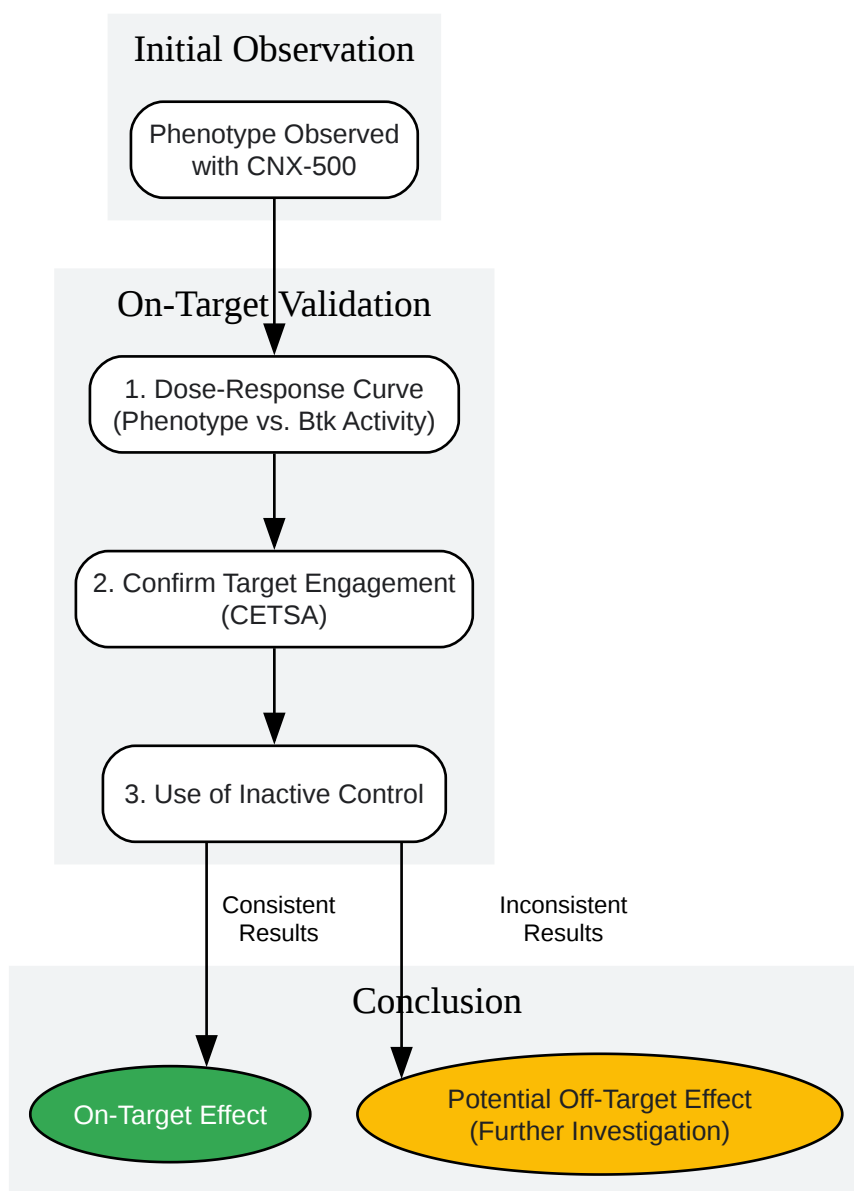 Initial Observation
Phenotype Observed
with CNX-500
On-Target Validation
1. Dose-Response Curve
(Phenotype vs. Btk Activity)
2. Confirm Target Engagement
(CETSA)
3. Use of Inactive Control
Consistent
Results
Inconsistent
Results
Conclusion
On-Target Effect
Potential Off-Target Effect
(Further Investigation)